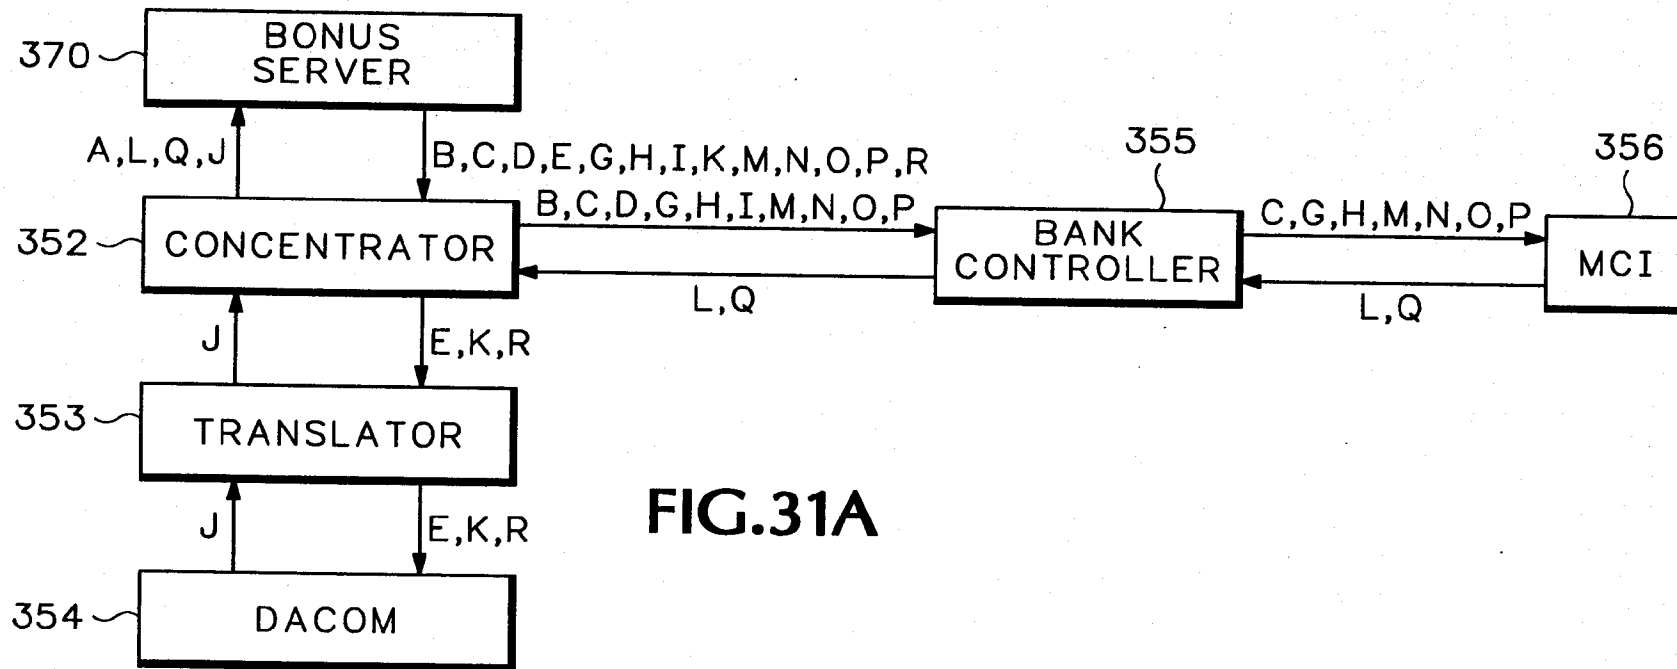 370
BONUS
SERVER
A,L,Q,J
B,C,D,E,G,H,I,K,M,N,O,P,R
355
356
352
CONCENTRATOR
B,C,D,G,H,I,M,N,O,P
BANK
CONTROLLER
C,G,H,M,N,O,P
MCI
L,Q
L,Q
J
E,K,R
353
TRANSLATOR
J
E,K,R
FIG.31A
354
DACOM